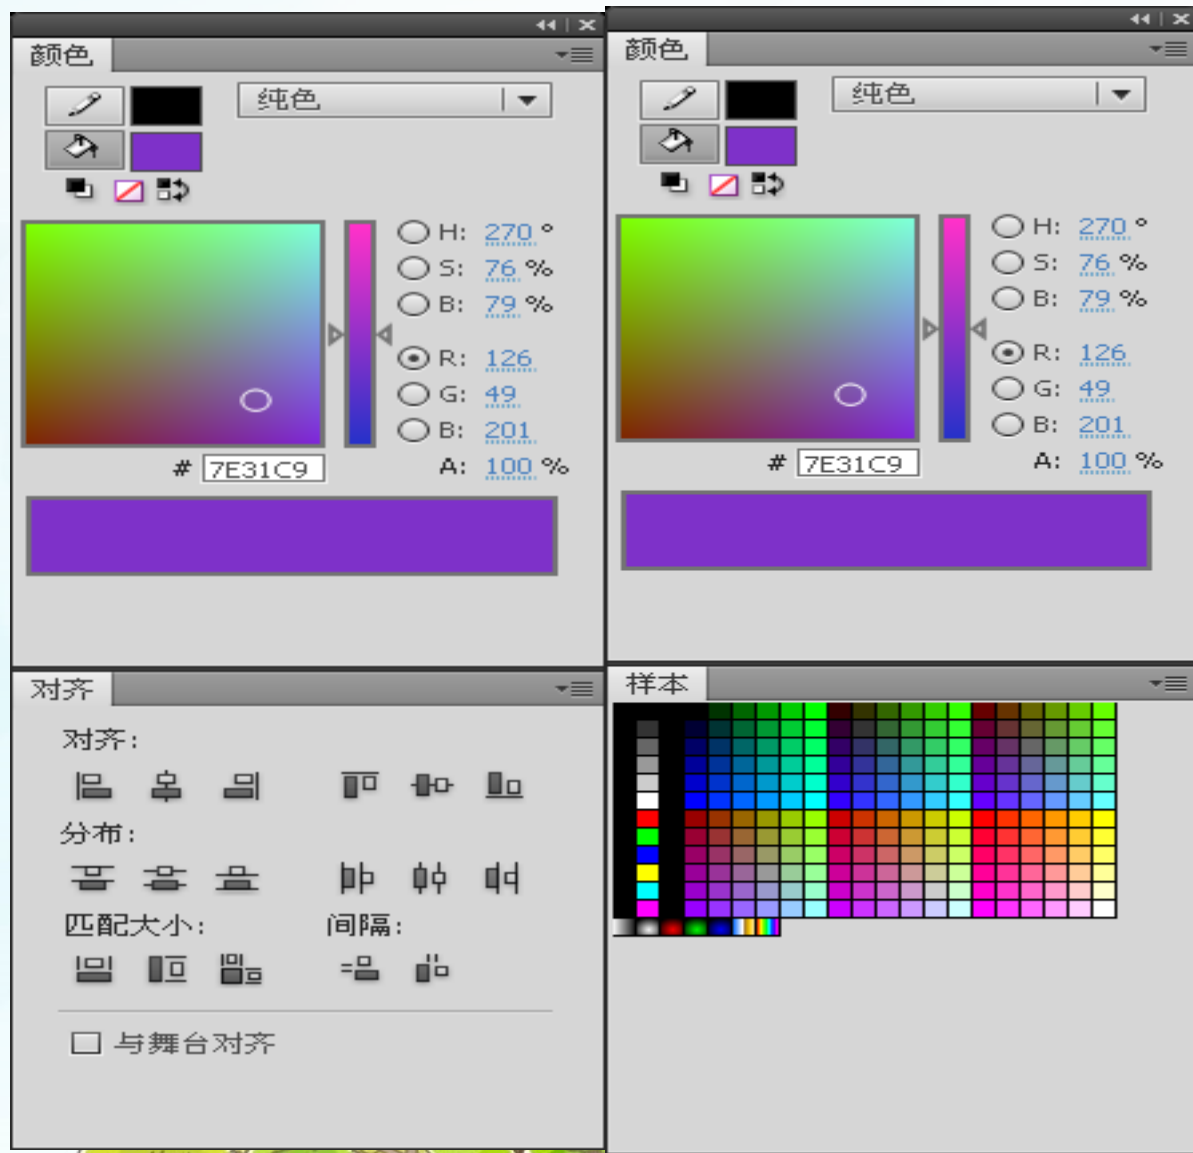 颜色
纯色
H: 270 °
S: 76 %
B: 79 %
R: 126
G: 49
B: 201
# 7E31C9
A: 100 %
对齐
对齐:
分布:
匹配大小:
间隔:
与舞台对齐
颜色
纯色
H: 270 °
S: 76 %
B: 79 %
R: 126
G: 49
B: 201
# 7E31C9
A: 100 %
样本